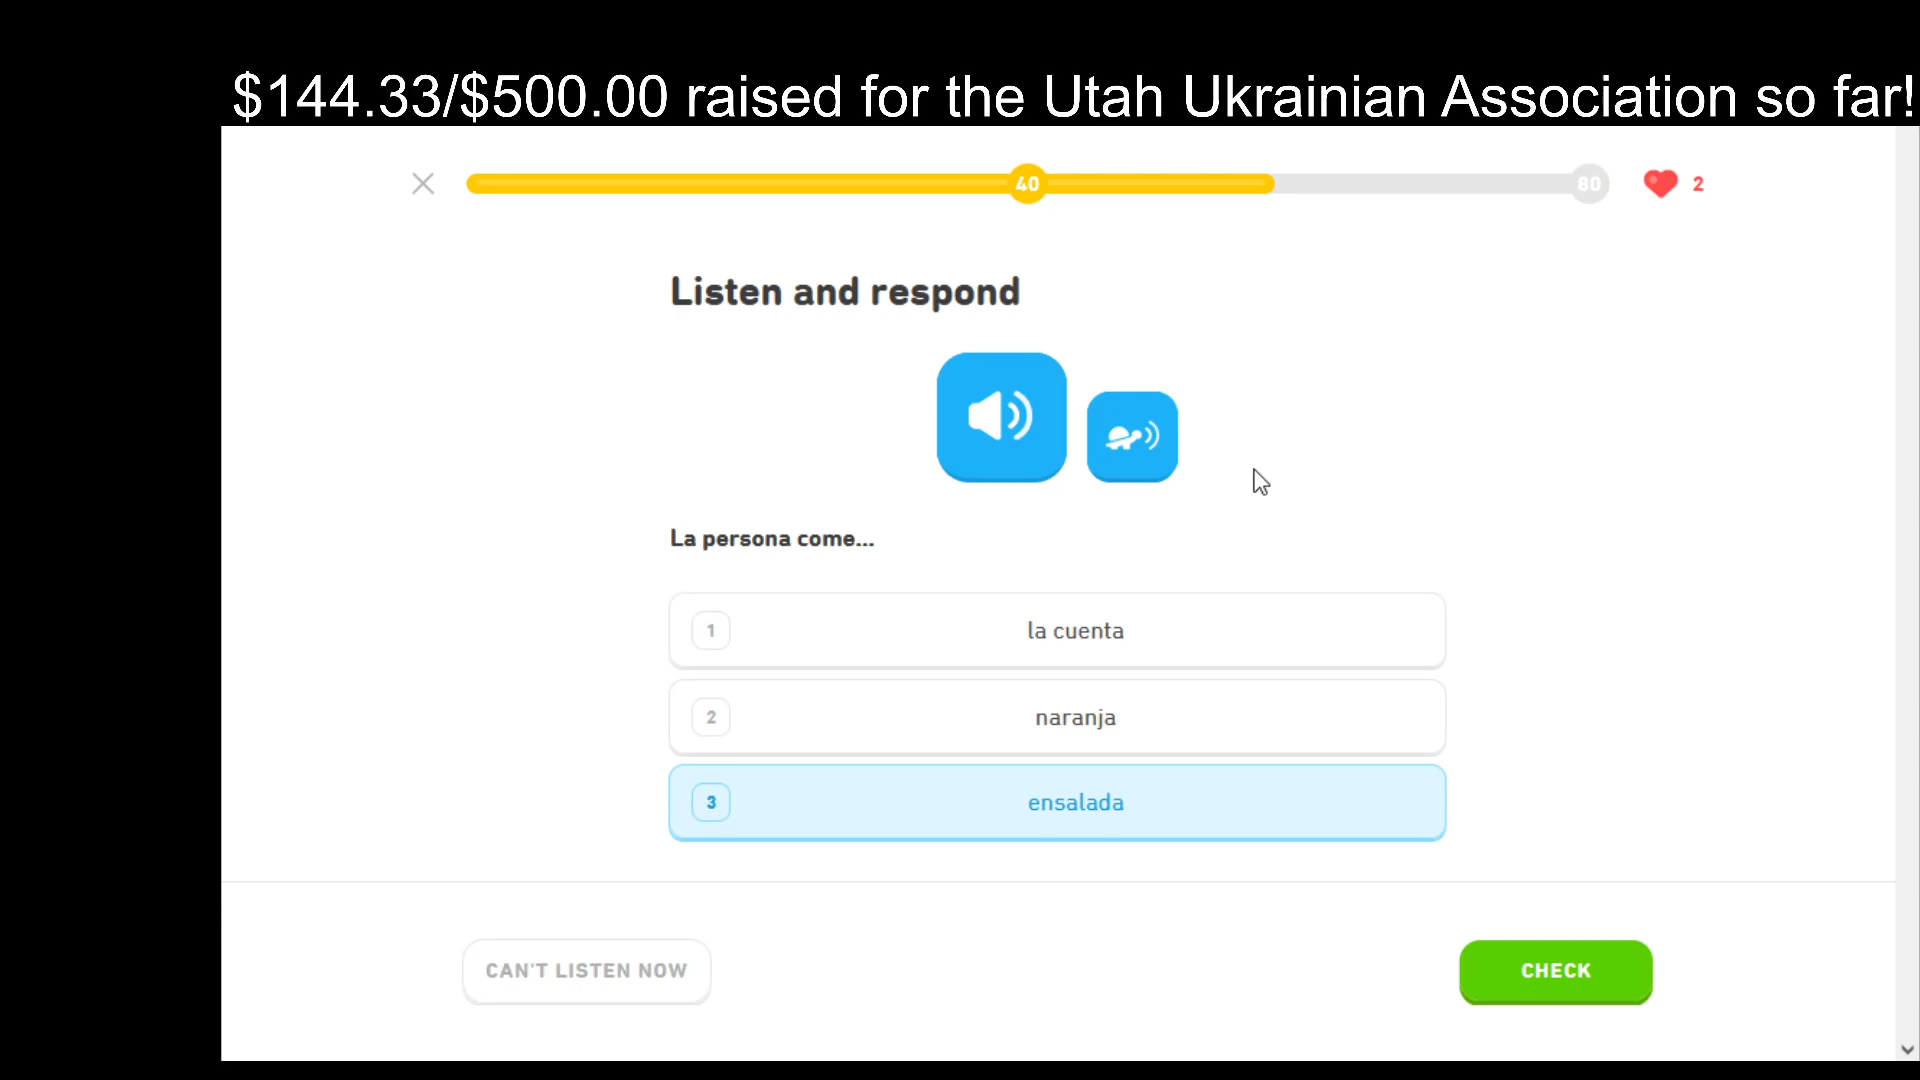 $144.33/$500.00 raised for the Utah Ukrainian Association so far!
40
80
2
Listen and respond
La persona come...
1 la cuenta
2 naranja
3 ensalada
CAN'T LISTEN NOW
CHECK